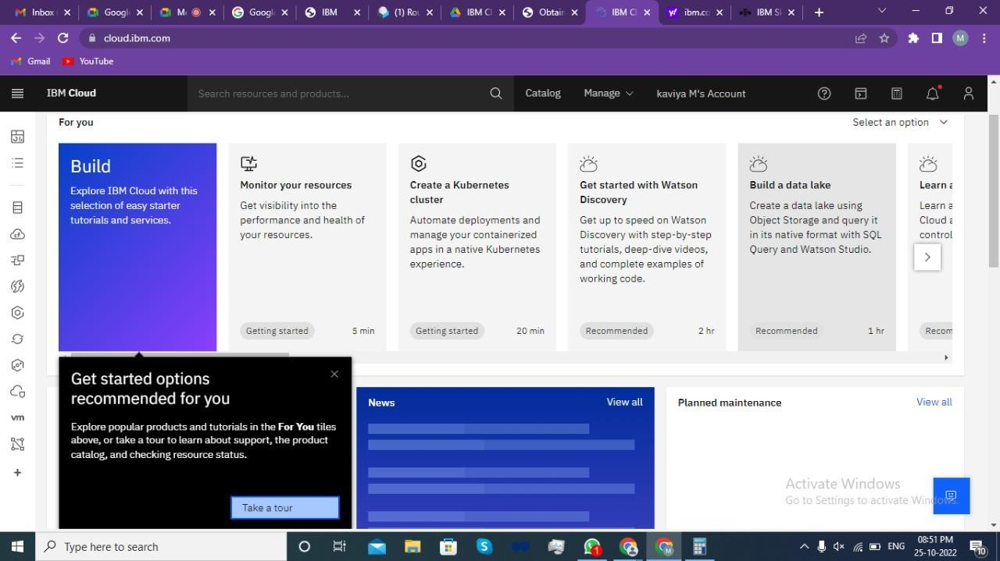 Inbox (
Googl
M
Googl
IBM
(1) Ro
IBM C
Obtair
IBM Cl
ibm.co
IBM S
cloud.ibm.com
M
Gmail
YouTube
IBM Cloud
Search resources and products...
Catalog
Manage
kaviya M's Account
For you
Select an option
Build
Explore IBM Cloud with this
selection of easy starter
tutorials and services.
Monitor your resources
Get visibility into the
performance and health of
your resources.
Getting started
5 min
Create a Kubernetes
cluster
Automate deployments and
manage your containerized
apps in a native Kubernetes
experience.
Getting started
20 min
Get started with Watson
Discovery
Get up to speed on Watson
Discovery with step-by-step
tutorials, deep-dive videos,
and complete examples of
working code.
Recommended
2 hr
Build a data lake
Create a data lake using
Object Storage and query it
in its native format with SQL
Query and Watson Studio.
Recommended
1 hr
Learn a
Learn a
Cloud a
control
Recom
Get started options
recommended for you
Explore popular products and tutorials in the For You tiles
above, or take a tour to learn about support, the product
catalog, and checking resource status.
Take a tour
News
View all
Planned maintenance
View all
vm
Activate Windows
Go to Settings to activate Windows.
Type here to search
1
ENG
08:51 PM
25-10-2022
10